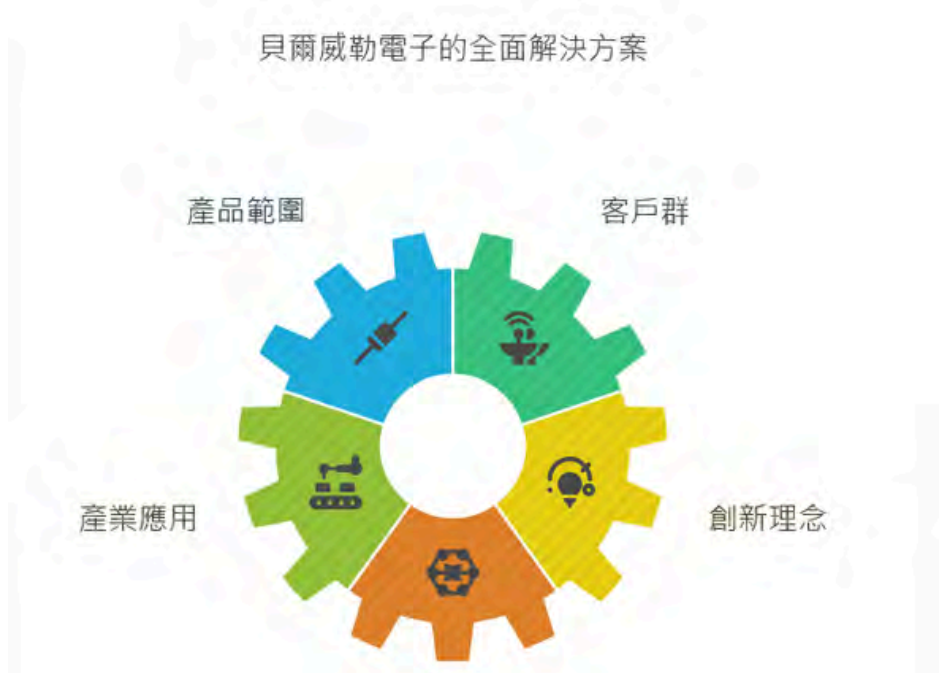 貝爾威勒電子的全面解決方案
產品範圍
客戶群
產業應用
創新理念